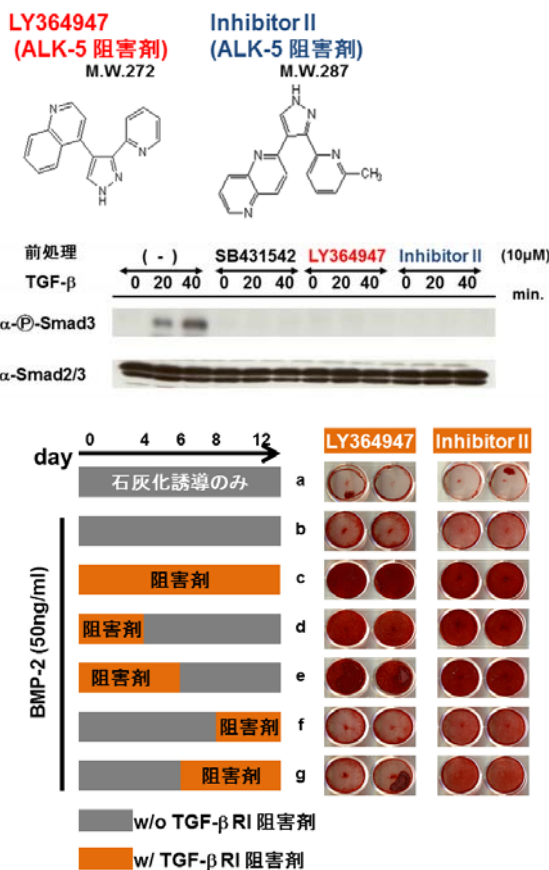 LY364947
(ALK-5 阻害剤)
M.W.272
Inhibitor II
(ALK-5 阻害剤)
M.W.287
N
N
N
N
H
H
N
N
N
N
N
CH₃
前処理 ( - ) SB431542 LY364947 Inhibitor II (10μM)
TGF-β 0 20 40 0 20 40 0 20 40 0 20 40 min.
α-Ⓟ-Smad3
α-Smad2/3
0 4 6 8 12
day
LY364947 Inhibitor II
石灰化誘導のみ a
b
阻害剤 c
阻害剤 d
阻害剤 e
阻害剤 f
阻害剤 g
BMP-2 (50ng/ml)
w/o TGF-β RI 阻害剤
w/ TGF-β RI 阻害剤